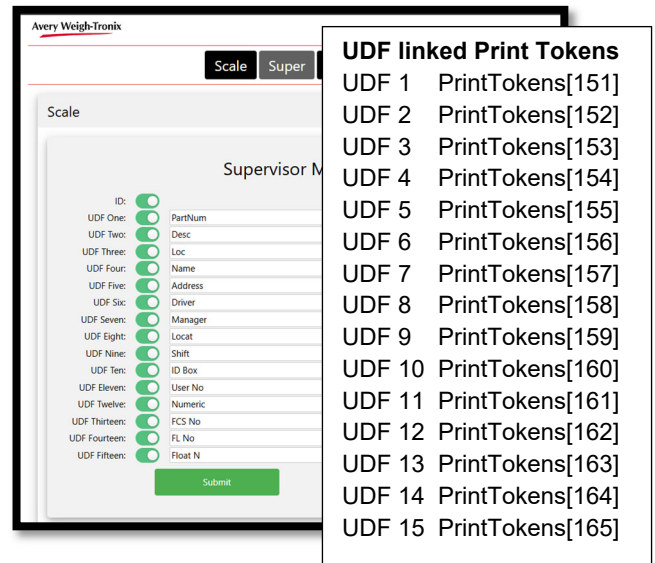 Avery Weigh-Tronix
Scale Super
Scale
Supervisor M
ID:
UDF One: PartNum
UDF Two: Desc
UDF Three: Loc
UDF Four: Name
UDF Five: Address
UDF Six: Driver
UDF Seven: Manager
UDF Eight: Locat
UDF Nine: Shift
UDF Ten: ID Box
UDF Eleven: User No
UDF Twelve: Numeric
UDF Thirteen: FCS No
UDF Fourteen: FL No
UDF Fifteen: Float N
Submit
UDF linked Print Tokens
UDF 1 PrintTokens[151]
UDF 2 PrintTokens[152]
UDF 3 PrintTokens[153]
UDF 4 PrintTokens[154]
UDF 5 PrintTokens[155]
UDF 6 PrintTokens[156]
UDF 7 PrintTokens[157]
UDF 8 PrintTokens[158]
UDF 9 PrintTokens[159]
UDF 10 PrintTokens[160]
UDF 11 PrintTokens[161]
UDF 12 PrintTokens[162]
UDF 13 PrintTokens[163]
UDF 14 PrintTokens[164]
UDF 15 PrintTokens[165]